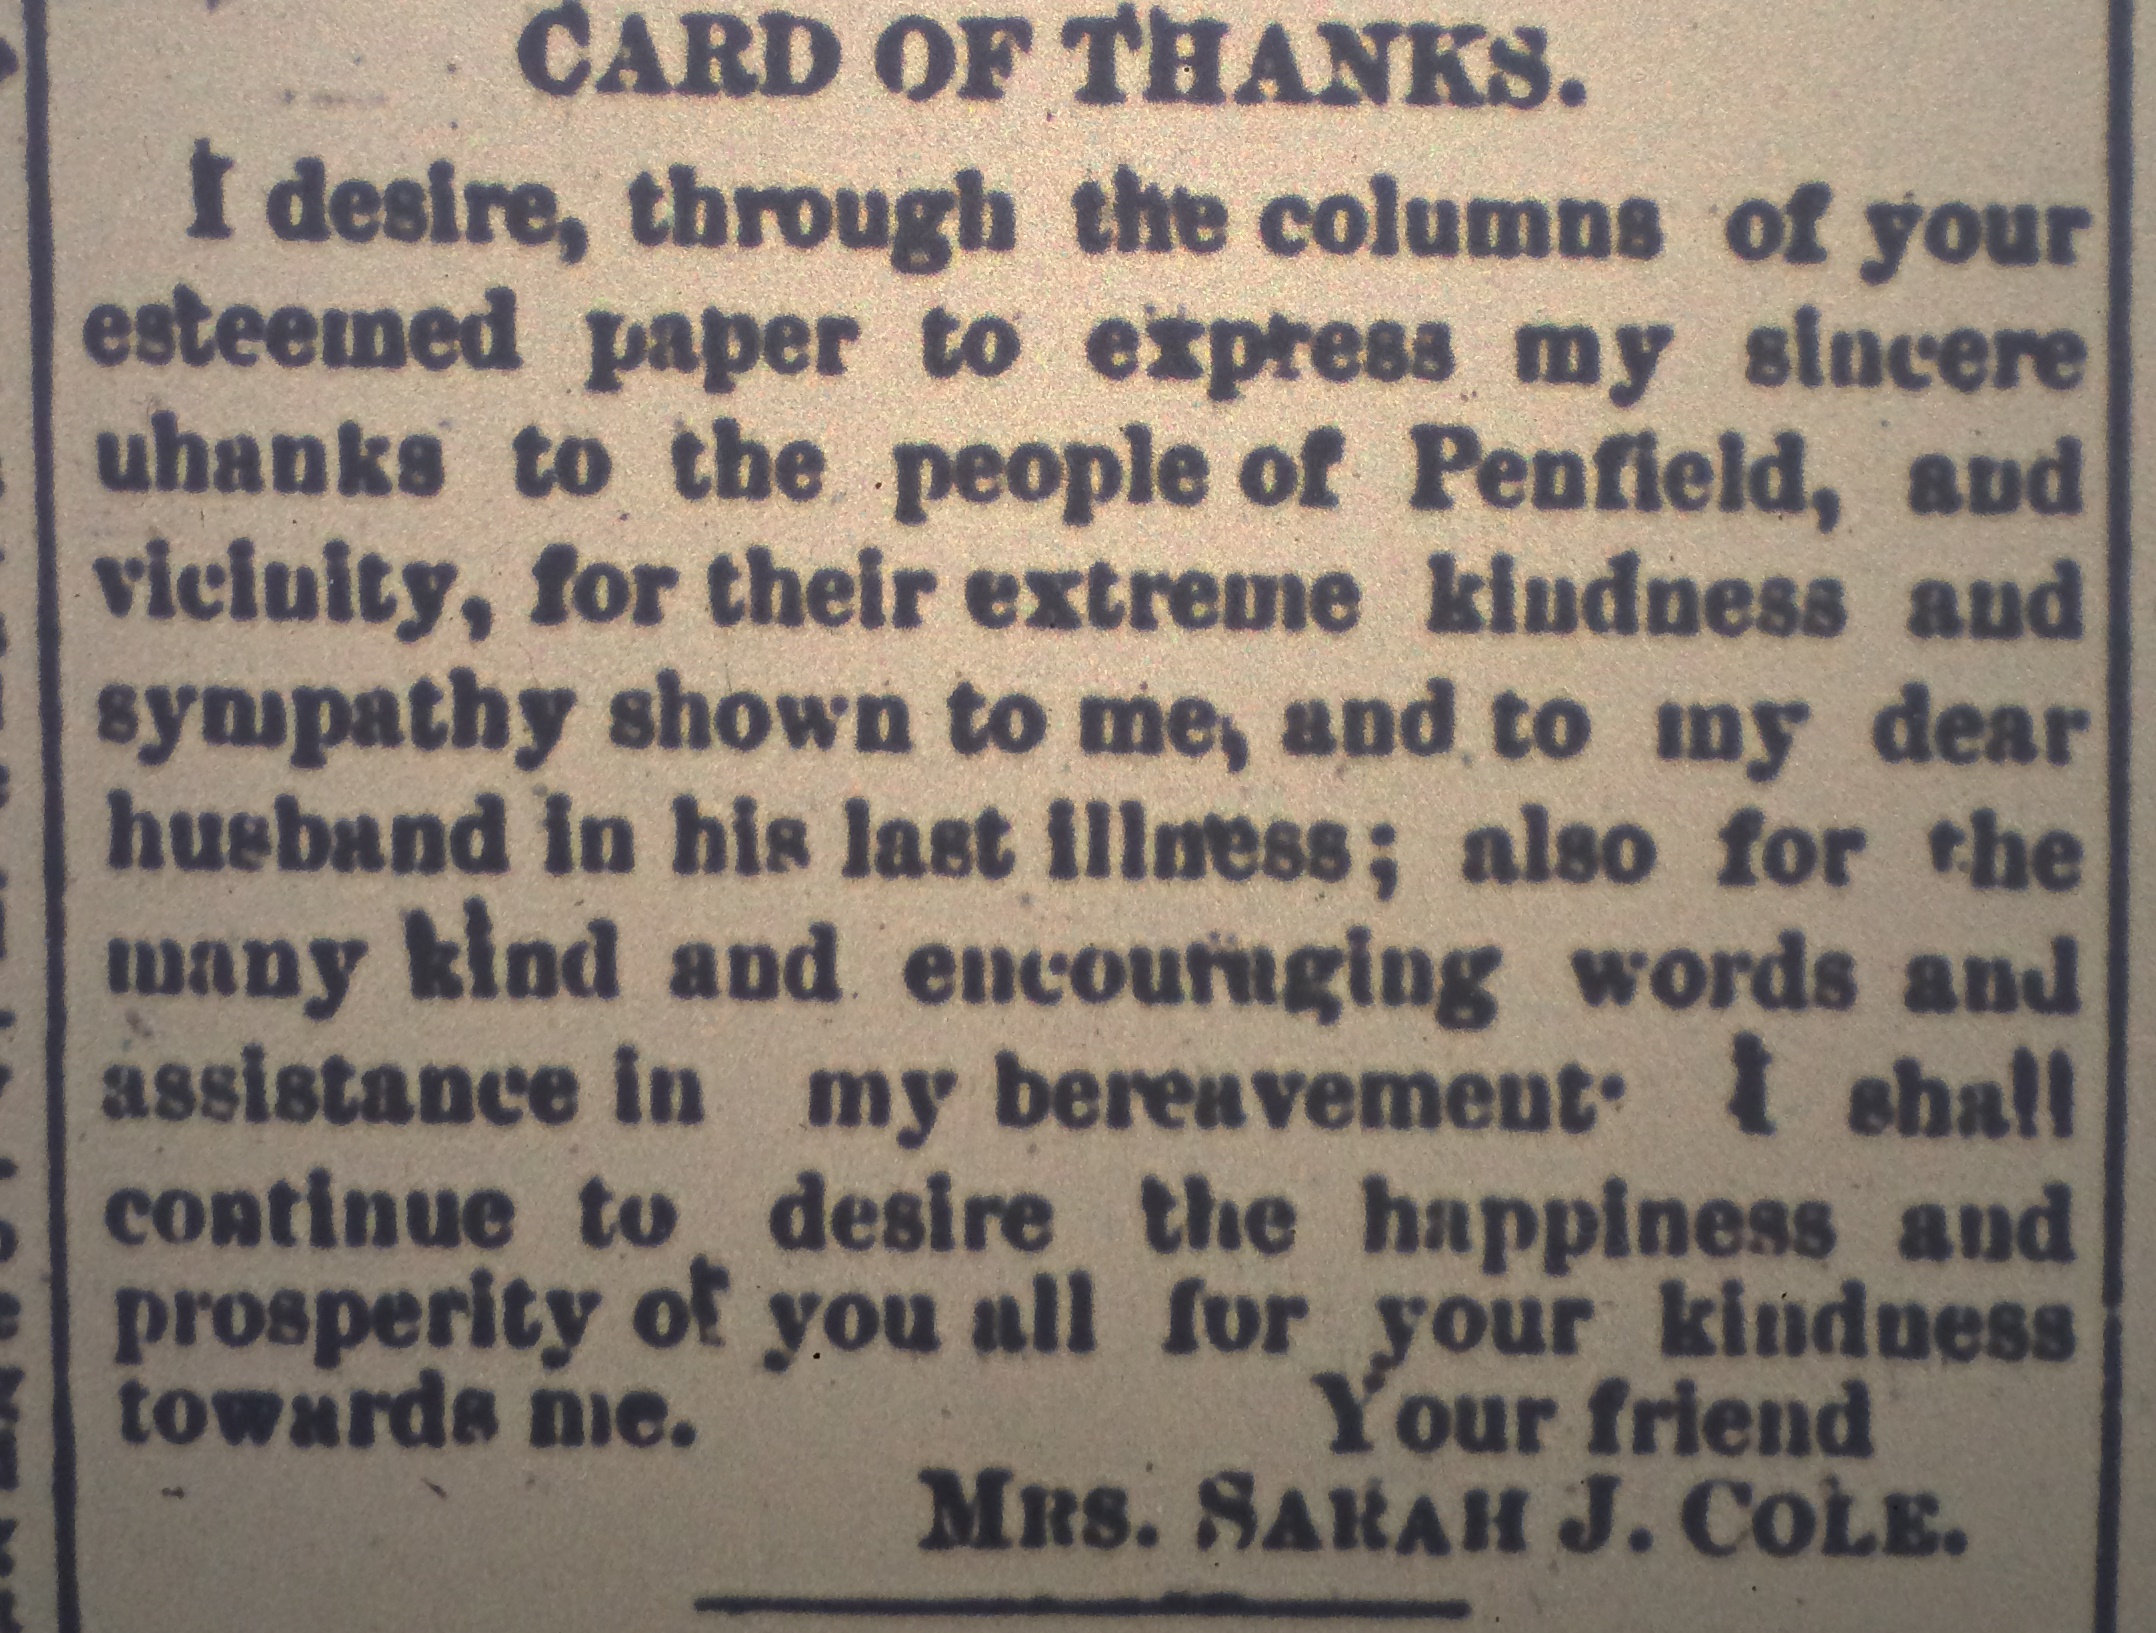 CARD OF THANKS.
I desire, through the columns of your
esteemed paper to express my sincere
uhanks to the people of Penfield, and
vicinity, for their extreme kindness and
sympathy shown to me, and to my dear
husband in his last illness; also for the
many kind and encouraging words and
assistance in my bereavement· I shall
continue to desire the happiness and
prosperity of you all for your kindness
towards me. Your friend
MRS. SARAH J. COLE.